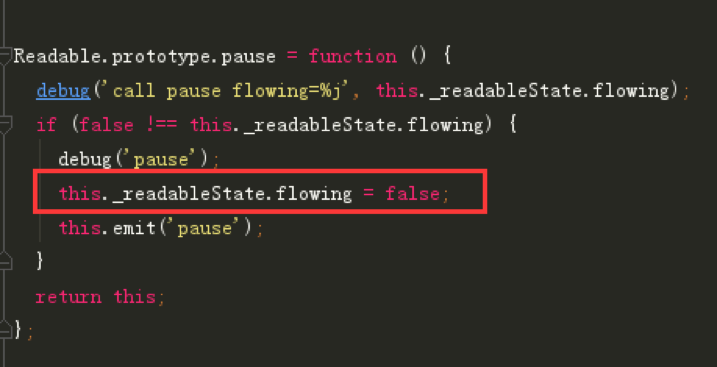 Readable.prototype.pause = function () {
  debug('call pause flowing=%j', this._readableState.flowing);
  if (false !== this._readableState.flowing) {
    debug('pause');
    this._readableState.flowing = false;
    this.emit('pause');
  }
  return this;
};